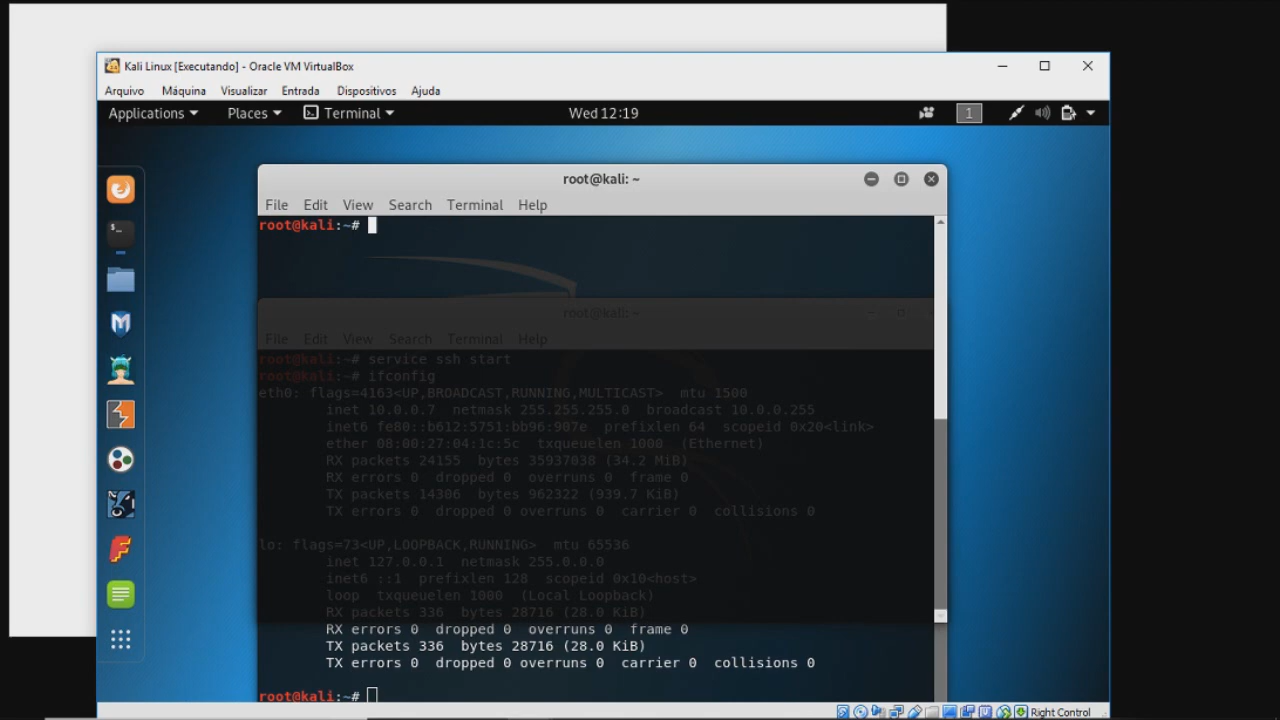 Kali Linux [Executando] - Oracle VM VirtualBox
Arquivo Máquina Visualizar Entrada Dispositivos Ajuda
Applications Places Terminal Wed 12:19 1
root@kali: ~
File Edit View Search Terminal Help
root@kali:~#
root@kali: ~
File Edit View Search Terminal Help
root@kali:~# service ssh start
root@kali:~# ifconfig
eth0: flags=4163<UP,BROADCAST,RUNNING,MULTICAST> mtu 1500
inet 10.0.0.7 netmask 255.255.255.0 broadcast 10.0.0.255
inet6 fe80::b612:5751:bb96:907e prefixlen 64 scopeid 0x20<link>
ether 08:00:27:04:1c:5c txqueuelen 1000 (Ethernet)
RX packets 24155 bytes 35937038 (34.2 MiB)
RX errors 0 dropped 0 overruns 0 frame 0
TX packets 14306 bytes 962322 (939.7 KiB)
TX errors 0 dropped 0 overruns 0 carrier 0 collisions 0
lo: flags=73<UP,LOOPBACK,RUNNING> mtu 65536
inet 127.0.0.1 netmask 255.0.0.0
inet6 ::1 prefixlen 128 scopeid 0x10<host>
loop txqueuelen 1000 (Local Loopback)
RX packets 336 bytes 28716 (28.0 KiB)
RX errors 0 dropped 0 overruns 0 frame 0
TX packets 336 bytes 28716 (28.0 KiB)
TX errors 0 dropped 0 overruns 0 carrier 0 collisions 0
root@kali:~#
Right Control